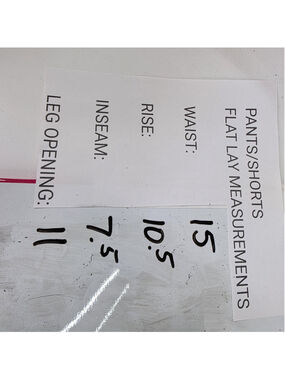 PANTS/SHORTS
FLAT LAY MEASUREMENTS
WAIST: 15
RISE: 10.5
INSEAM: 7.5
LEG OPENING: 11